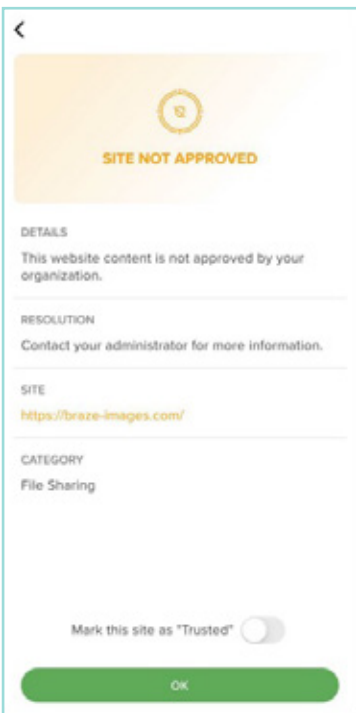 SITE NOT APPROVED
DETAILS
This website content is not approved by your
organization.
RESOLUTION
Contact your administrator for more information.
SITE
https://braze-images.com/
CATEGORY
File Sharing
Mark this site as "Trusted"
OK